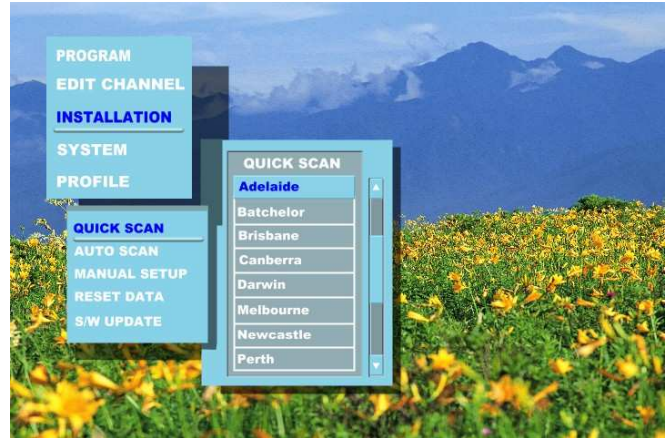 PROGRAM
EDIT CHANNEL
INSTALLATION
SYSTEM
PROFILE
QUICK SCAN
AUTO SCAN
MANUAL SETUP
RESET DATA
S/W UPDATE
QUICK SCAN
Adelaide
Batchelor
Brisbane
Canberra
Darwin
Melbourne
Newcastle
Perth